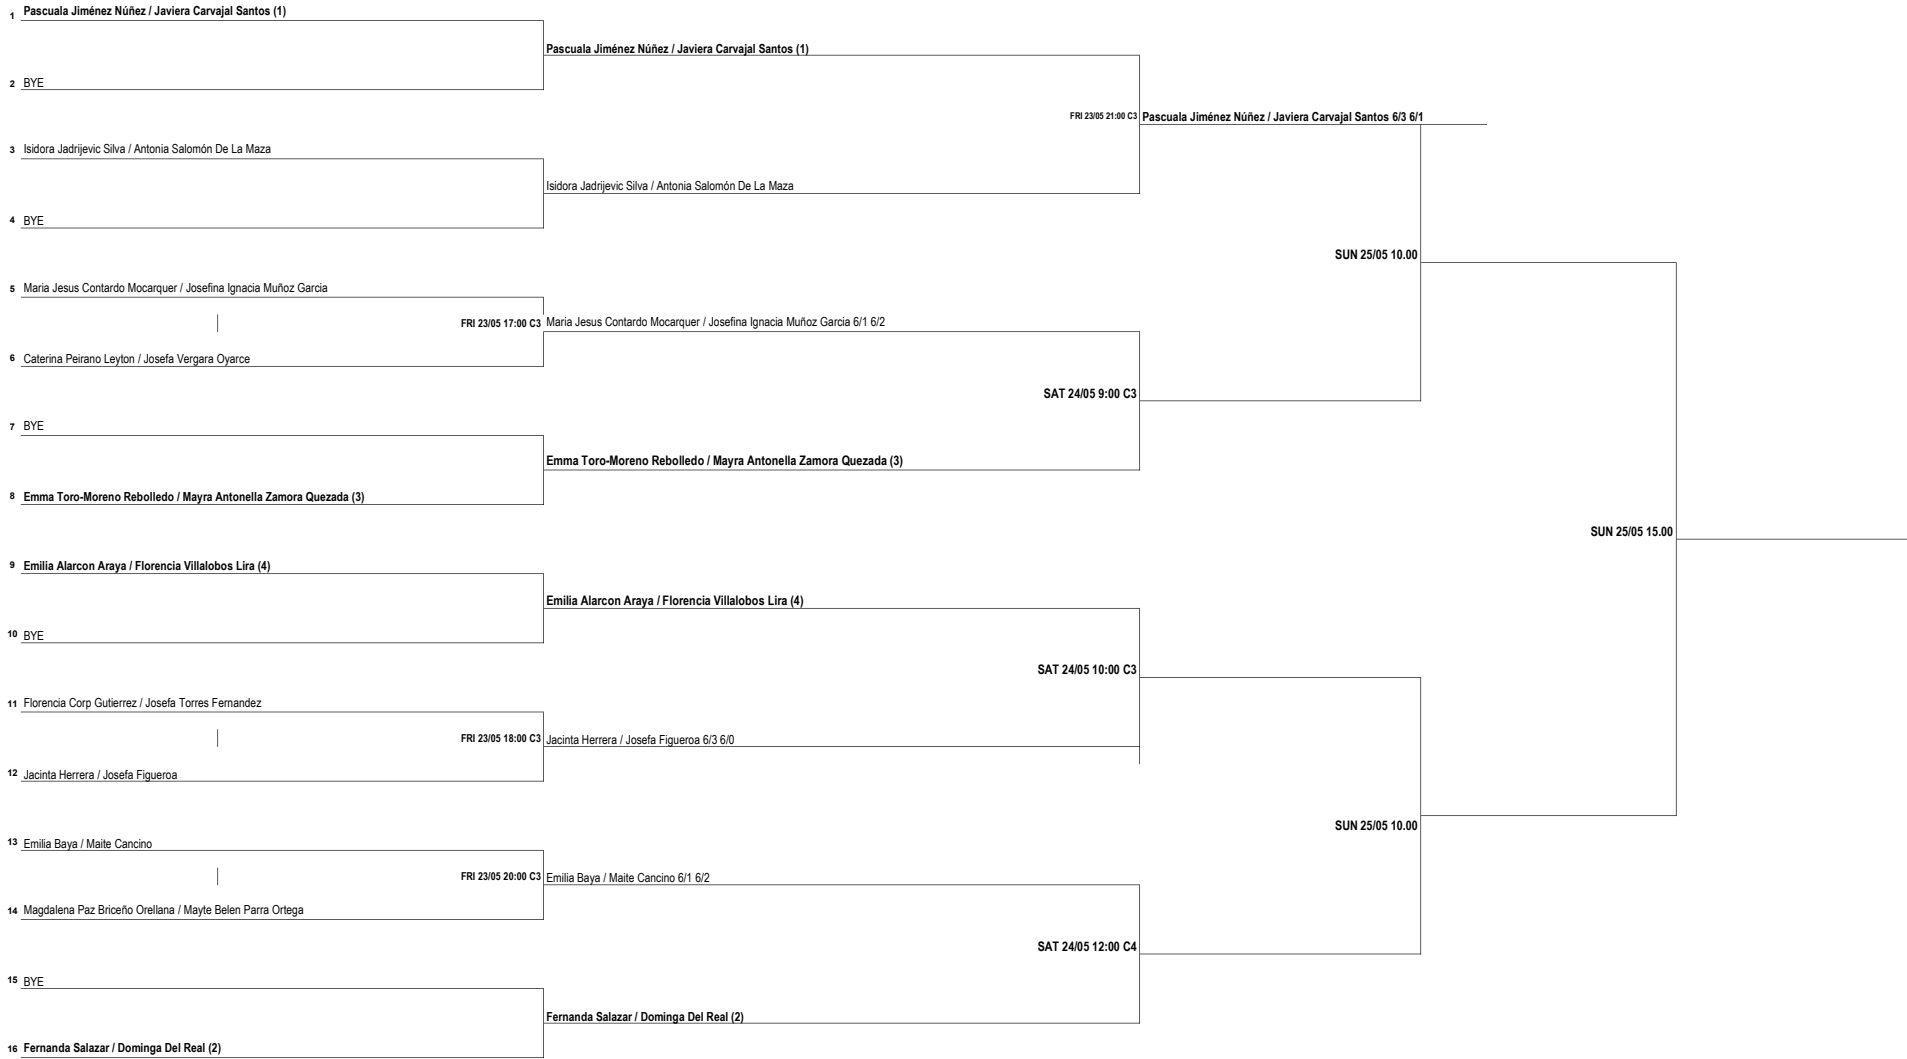 1 Pascuala Jiménez Núñez / Javiera Carvajal Santos (1)
Pascuala Jiménez Núñez / Javiera Carvajal Santos (1)
2 BYE
FRI 23/05 21:00 C3 Pascuala Jiménez Núñez / Javiera Carvajal Santos 6/3 6/1
3 Isidora Jadrijevic Silva / Antonia Salomón De La Maza
Isidora Jadrijevic Silva / Antonia Salomón De La Maza
4 BYE
SUN 25/05 10.00
5 Maria Jesus Contardo Mocarquer / Josefina Ignacia Muñoz Garcia
FRI 23/05 17:00 C3 Maria Jesus Contardo Mocarquer / Josefina Ignacia Muñoz Garcia 6/1 6/2
6 Caterina Peirano Leyton / Josefa Vergara Oyarce
SAT 24/05 9:00 C3
7 BYE
Emma Toro-Moreno Rebolledo / Mayra Antonella Zamora Quezada (3)
8 Emma Toro-Moreno Rebolledo / Mayra Antonella Zamora Quezada (3)
SUN 25/05 15.00
9 Emilia Alarcon Araya / Florencia Villalobos Lira (4)
Emilia Alarcon Araya / Florencia Villalobos Lira (4)
10 BYE
SAT 24/05 10:00 C3
11 Florencia Corp Gutierrez / Josefa Torres Fernandez
FRI 23/05 18:00 C3 Jacinta Herrera / Josefa Figueroa 6/3 6/0
12 Jacinta Herrera / Josefa Figueroa
SUN 25/05 10.00
13 Emilia Baya / Maite Cancino
FRI 23/05 20:00 C3 Emilia Baya / Maite Cancino 6/1 6/2
14 Magdalena Paz Briceño Orellana / Mayte Belen Parra Ortega
SAT 24/05 12:00 C4
15 BYE
Fernanda Salazar / Dominga Del Real (2)
16 Fernanda Salazar / Dominga Del Real (2)